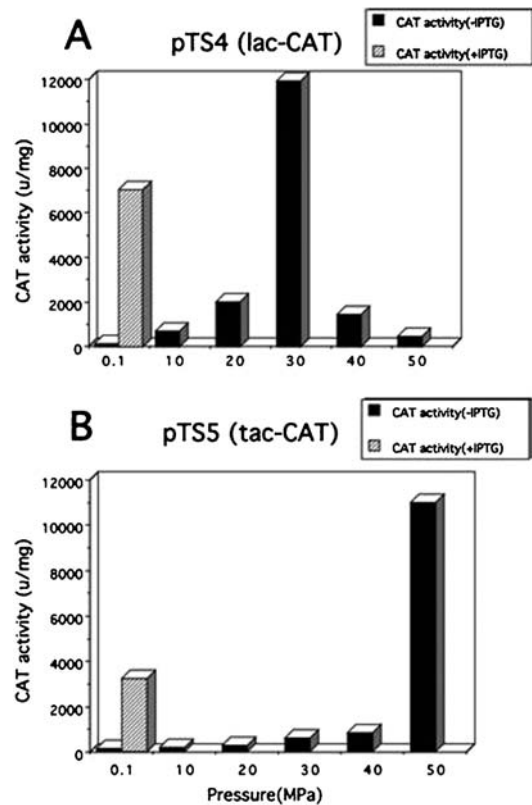 A
pTS4 (lac-CAT)
CAT activity(-IPTG)
CAT activity(+IPTG)
CAT activity (u/mg)
12000
10000
8000
6000
4000
2000
0
0.1 10 20 30 40 50
B
pTS5 (tac-CAT)
CAT activity(-IPTG)
CAT activity(+IPTG)
CAT activity (u/mg)
12000
10000
8000
6000
4000
2000
0
0.1 10 20 30 40 50
Pressure(MPa)